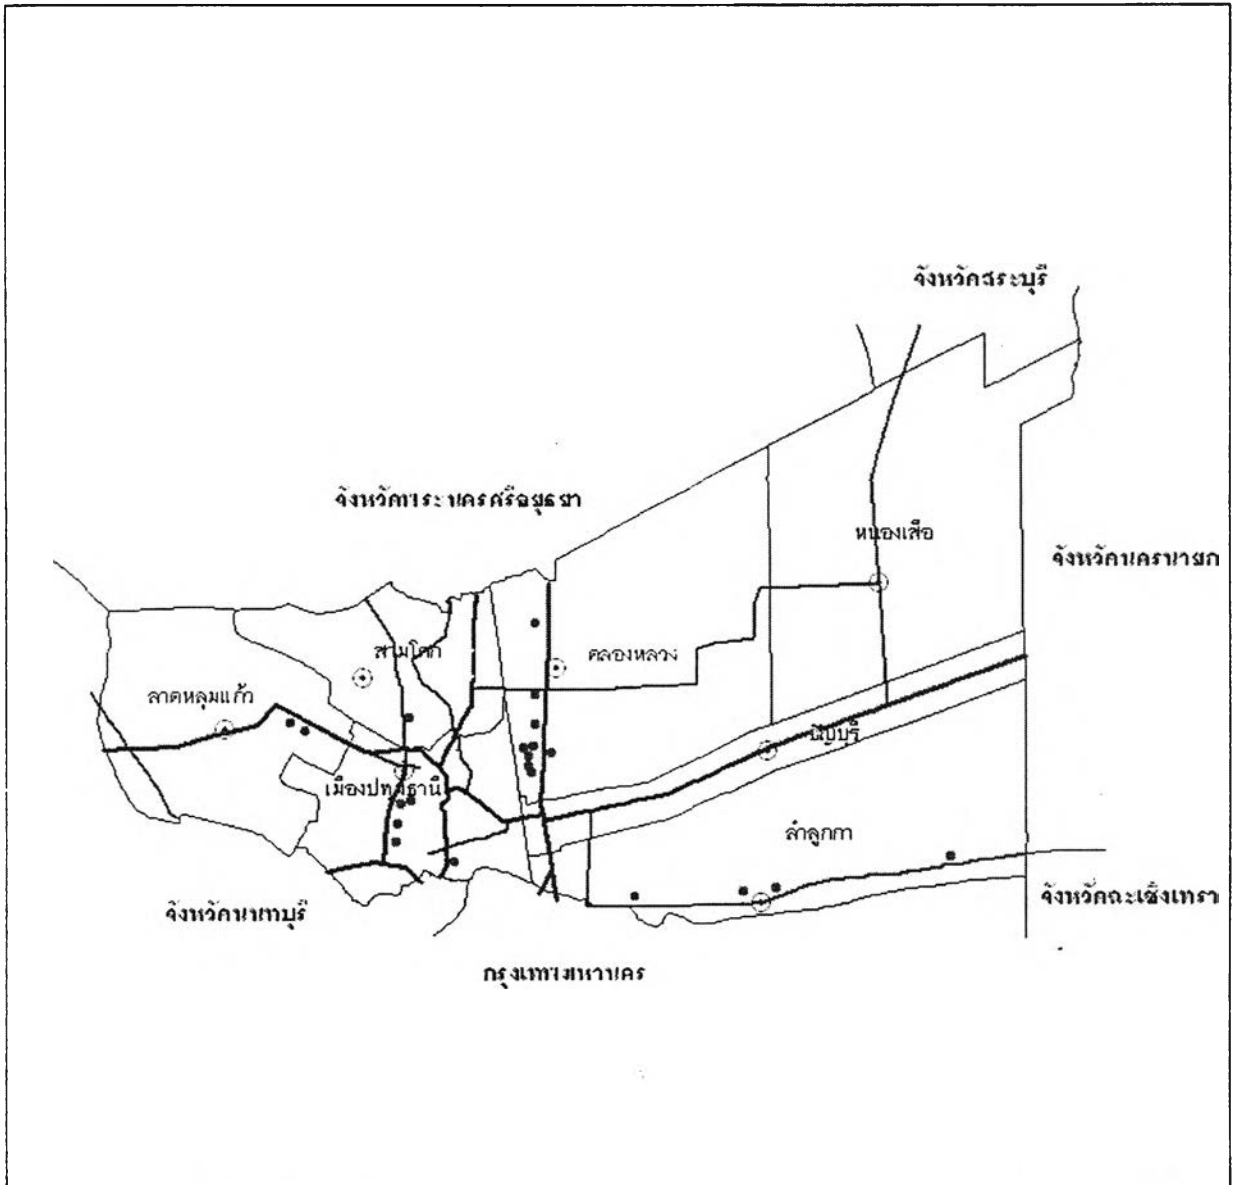 จังหวัดสระบุรี
จังหวัดพระนครศรีอยุธยา
หนองเสือ
จังหวัดนครนายก
สามโคก
คลองหลวง
ลาดหลุมแก้ว
ธัญบุรี
เมืองปทุมธานี
ลำลูกกา
จังหวัดฉะเชิงเทรา
จังหวัดนนทบุรี
กรุงเทพมหานคร